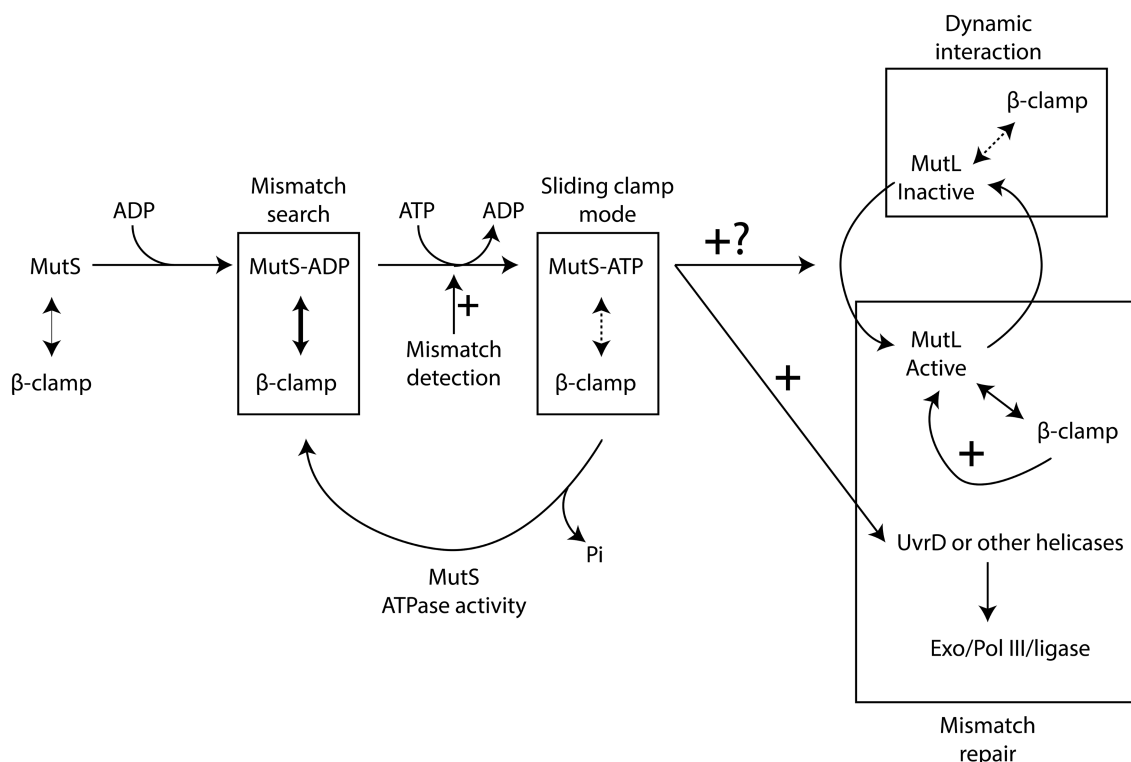 Dynamic
interaction
β-clamp
MutL
Inactive
Mismatch
search
Sliding clamp
mode
ADP
ATP
ADP
+?
MutS
MutS-ADP
MutS-ATP
+
Mismatch
detection
β-clamp
β-clamp
β-clamp
MutL
Active
+
β-clamp
+
UvrD or other helicases
Pi
MutS
ATPase activity
Exo/Pol III/ligase
Mismatch
repair